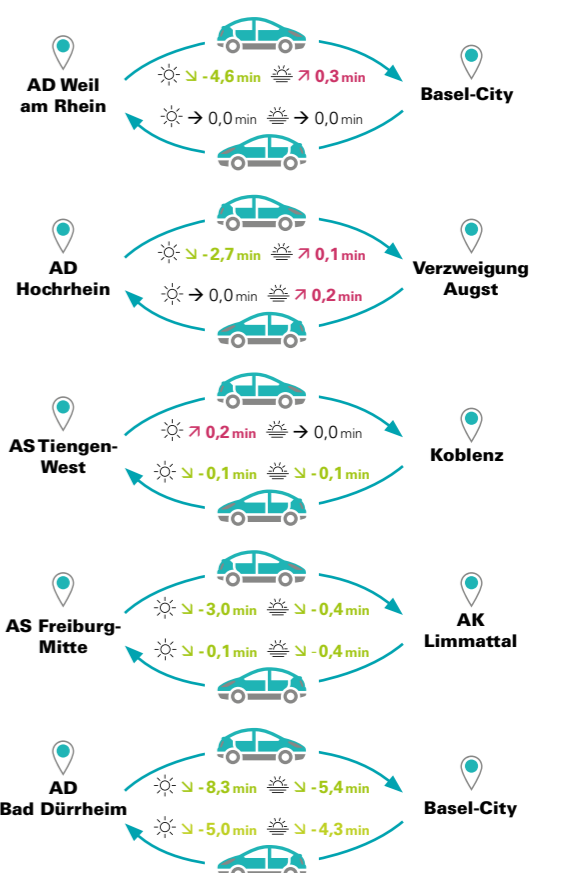 AD Weil
am Rhein
-4,6 min 0,3 min
0,0 min 0,0 min
Basel-City
AD
Hochrhein
-2,7 min 0,1 min
0,0 min 0,2 min
Verzweigung
Augst
AS Tiengen-
West
0,2 min 0,0 min
-0,1 min -0,1 min
Koblenz
AS Freiburg-
Mitte
-3,0 min -0,4 min
-0,1 min -0,4 min
AK
Limmattal
AD
Bad Dürrheim
-8,3 min -5,4 min
-5,0 min -4,3 min
Basel-City